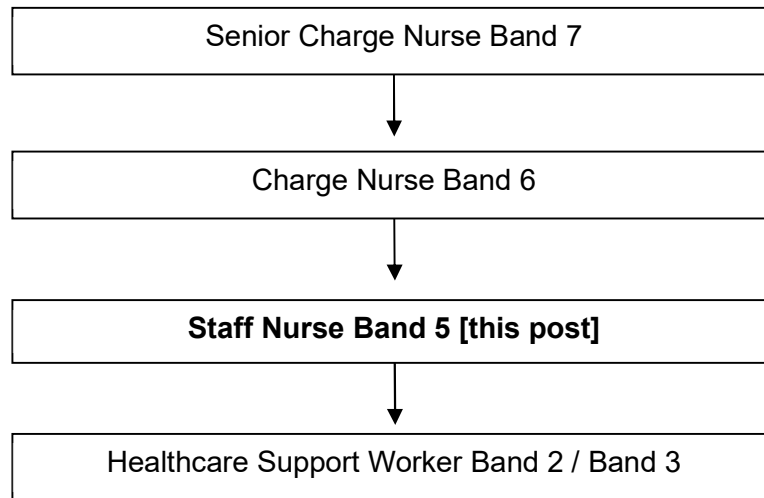 Senior Charge Nurse Band 7
Charge Nurse Band 6
Staff Nurse Band 5 [this post]
Healthcare Support Worker Band 2 / Band 3